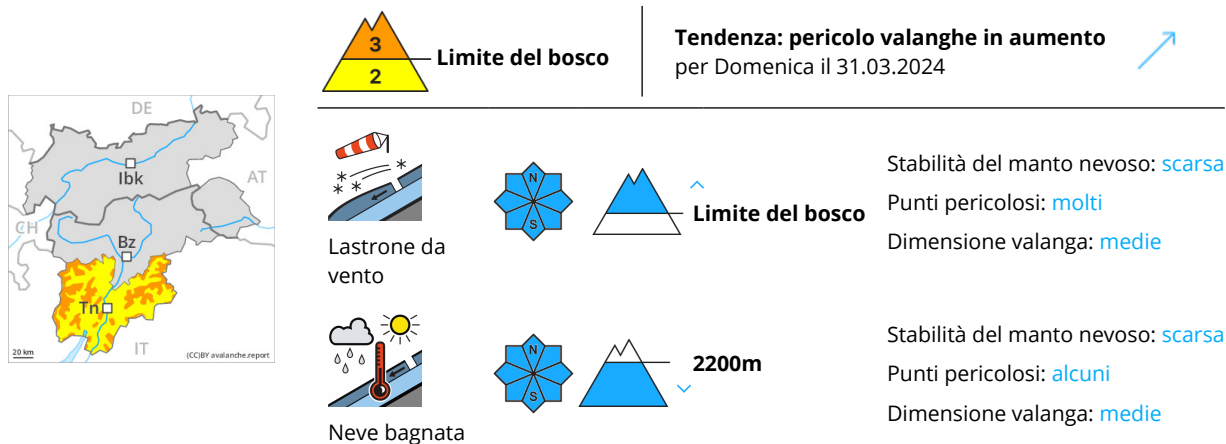 3
2
Limite del bosco
Tendenza: pericolo valanghe in aumento
per Domenica il 31.03.2024
DE
Ibk
AT
CH
Bz
Tn
IT
20 km
(CC)BY avalanche.report
N
S
Limite del bosco
Lastrone da
vento
Stabilità del manto nevoso: scarsa
Punti pericolosi: molti
Dimensione valanga: medie
N
S
2200m
Neve bagnata
Stabilità del manto nevoso: scarsa
Punti pericolosi: alcuni
Dimensione valanga: medie